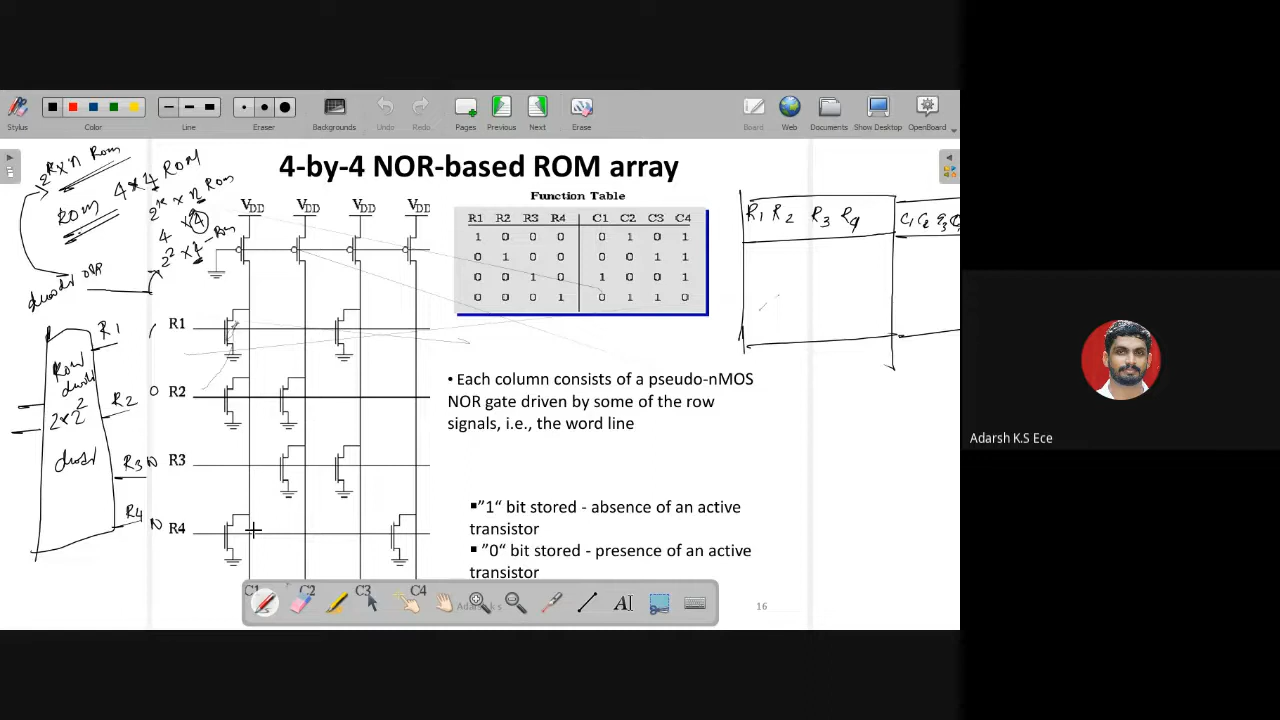 Stylus Color Line Eraser Backgrounds Undo Redo Pages Previous Next Erase Board Web Documents Show Desktop OpenBoard
4-by-4 NOR-based ROM array
Function Table
R1 R2 R3 R4 C1 C2 C3 C4
1 0 0 0 0 1 0 1
0 1 0 0 0 0 1 1
0 0 1 0 1 0 0 1
0 0 0 1 0 1 1 0
VDD VDD VDD VDD
R1
R2
R3
R4
C1 C2 C3 C4
• Each column consists of a pseudo-nMOS
NOR gate driven by some of the row
signals, i.e., the word line
▪"1" bit stored - absence of an active
transistor
▪ "0" bit stored - presence of an active
transistor
16
4×4 ROM
ROM
R1
R2
R3
R4
Row
2×2²
R1 R2 R3 R4
Adarsh K.S Ece